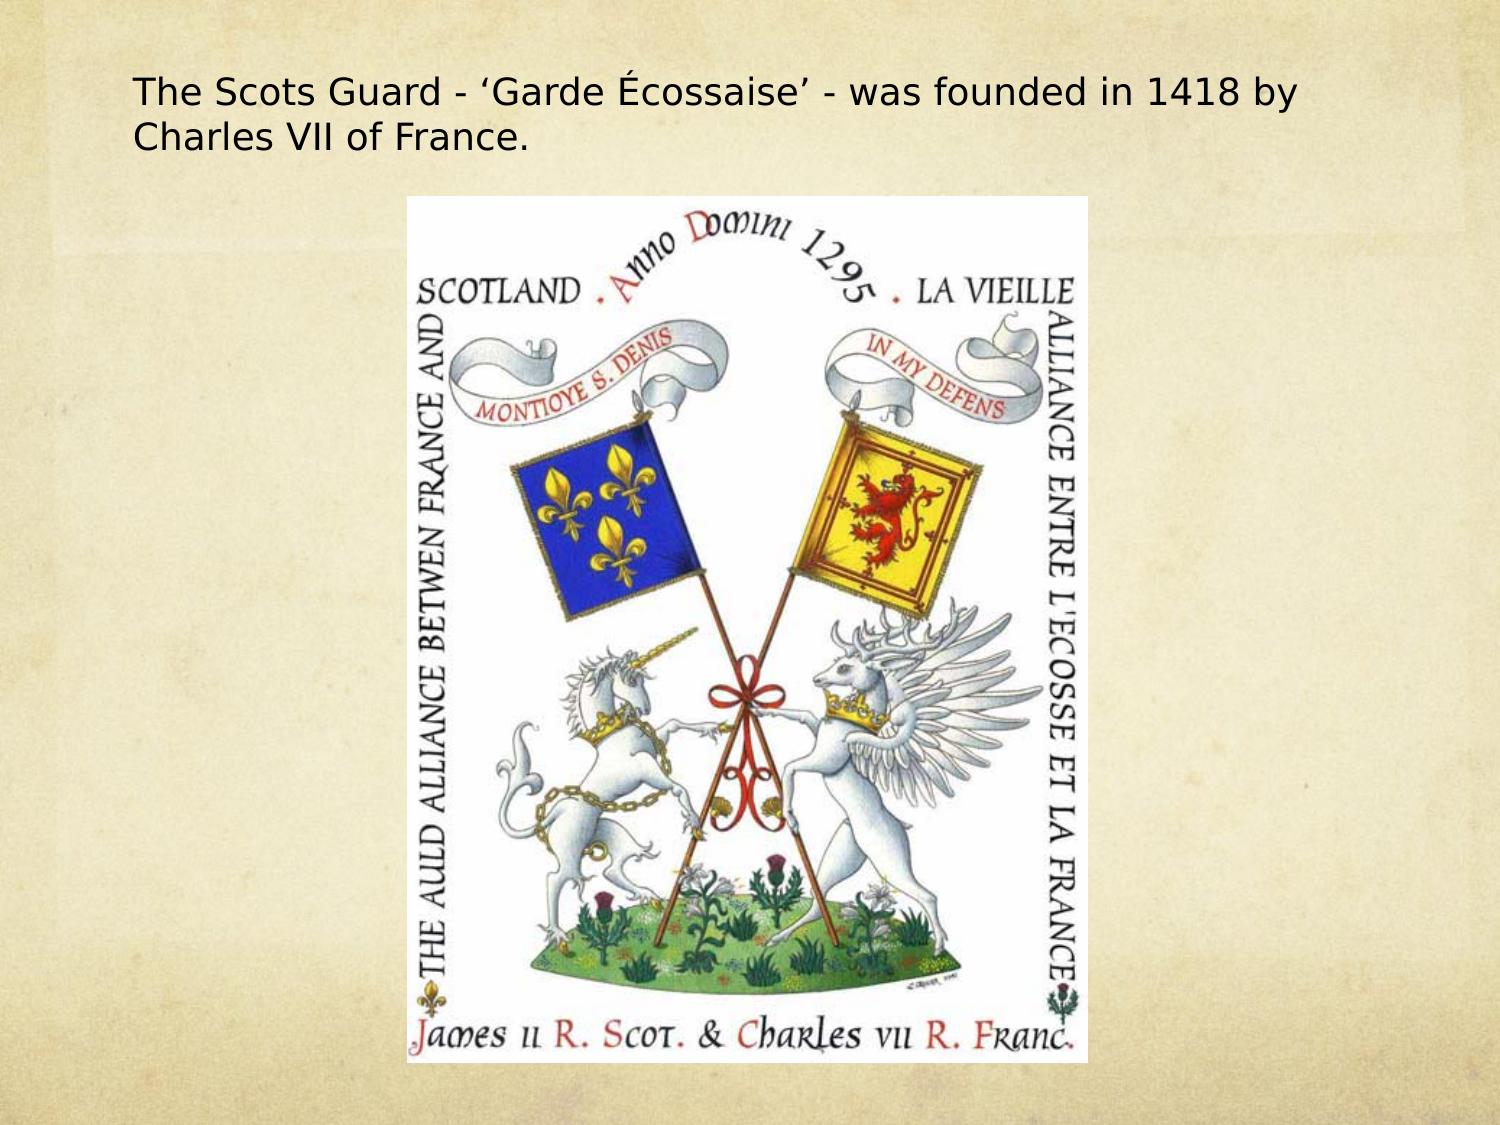 The Scots Guard - ‘Garde Écossaise’ - was founded in 1418 by
Charles VII of France.
Anno Domini 1295
THE AULD ALLIANCE BETWEN FRANCE AND
SCOTLAND .
. LA VIEILLE
ALLIANCE ENTRE L'ECOSSE ET LA FRANCE
MONTIOYE S. DENIS
IN MY DEFENS
James II R. Scot. & Charles VII R. Franc.